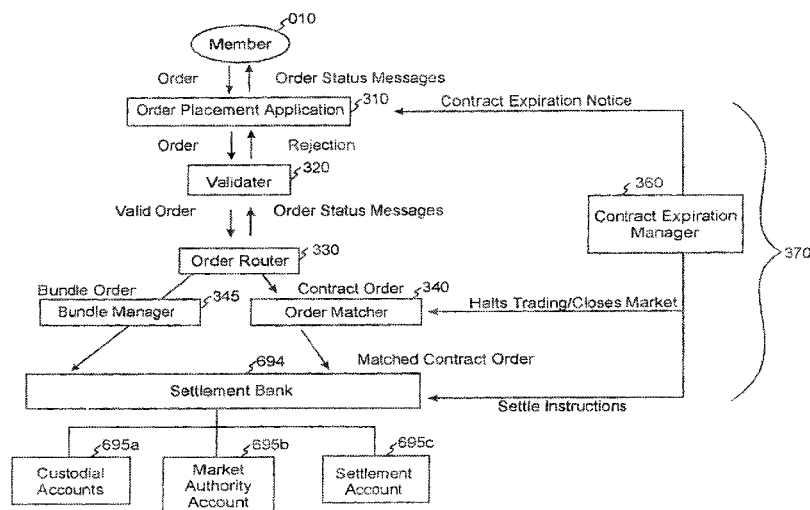 010
Member
Order
Order Status Messages
310
Order Placement Application
Contract Expiration Notice
Order
Rejection
320
Validater
360
Valid Order
Order Status Messages
Contract Expiration
Manager
370
330
Order Router
Bundle Order
345
Contract Order
340
Bundle Manager
Order Matcher
Halts Trading/Closes Market
694
Matched Contract Order
Settlement Bank
Settle Instructions
695a
695b
695c
Custodial
Accounts
Market
Authority
Account
Settlement
Account